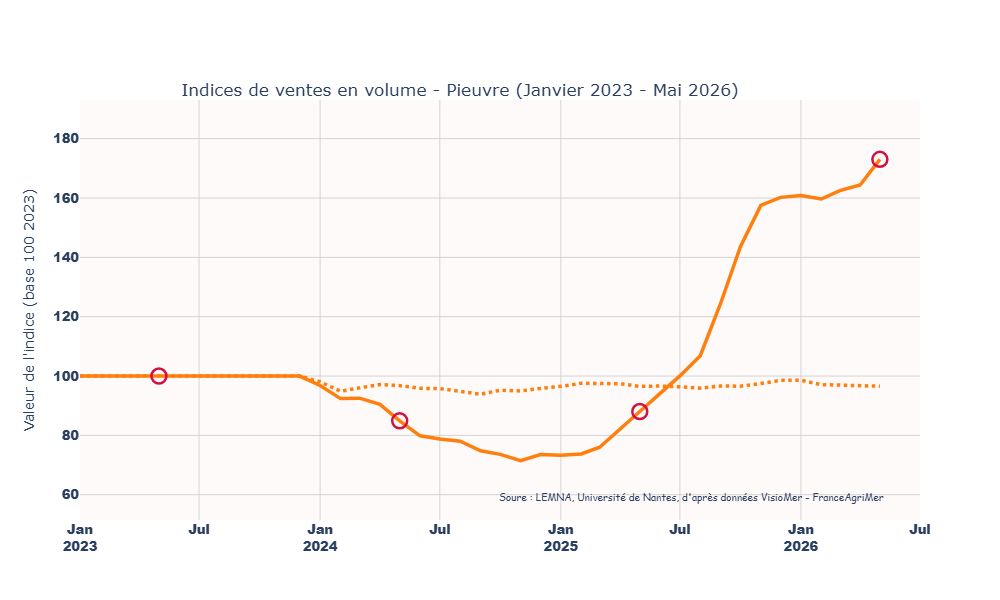 Indices de ventes en volume - Pieuvre (Janvier 2023 - Mai 2026)
Valeur de l'indice (base 100 2023)
180
160
140
120
100
80
60
Soure : LEMNA, Université de Nantes, d'après données VisioMer - FranceAgriMer
Jan Jul Jan Jul Jan Jul Jan Jul
2023 2024 2025 2026